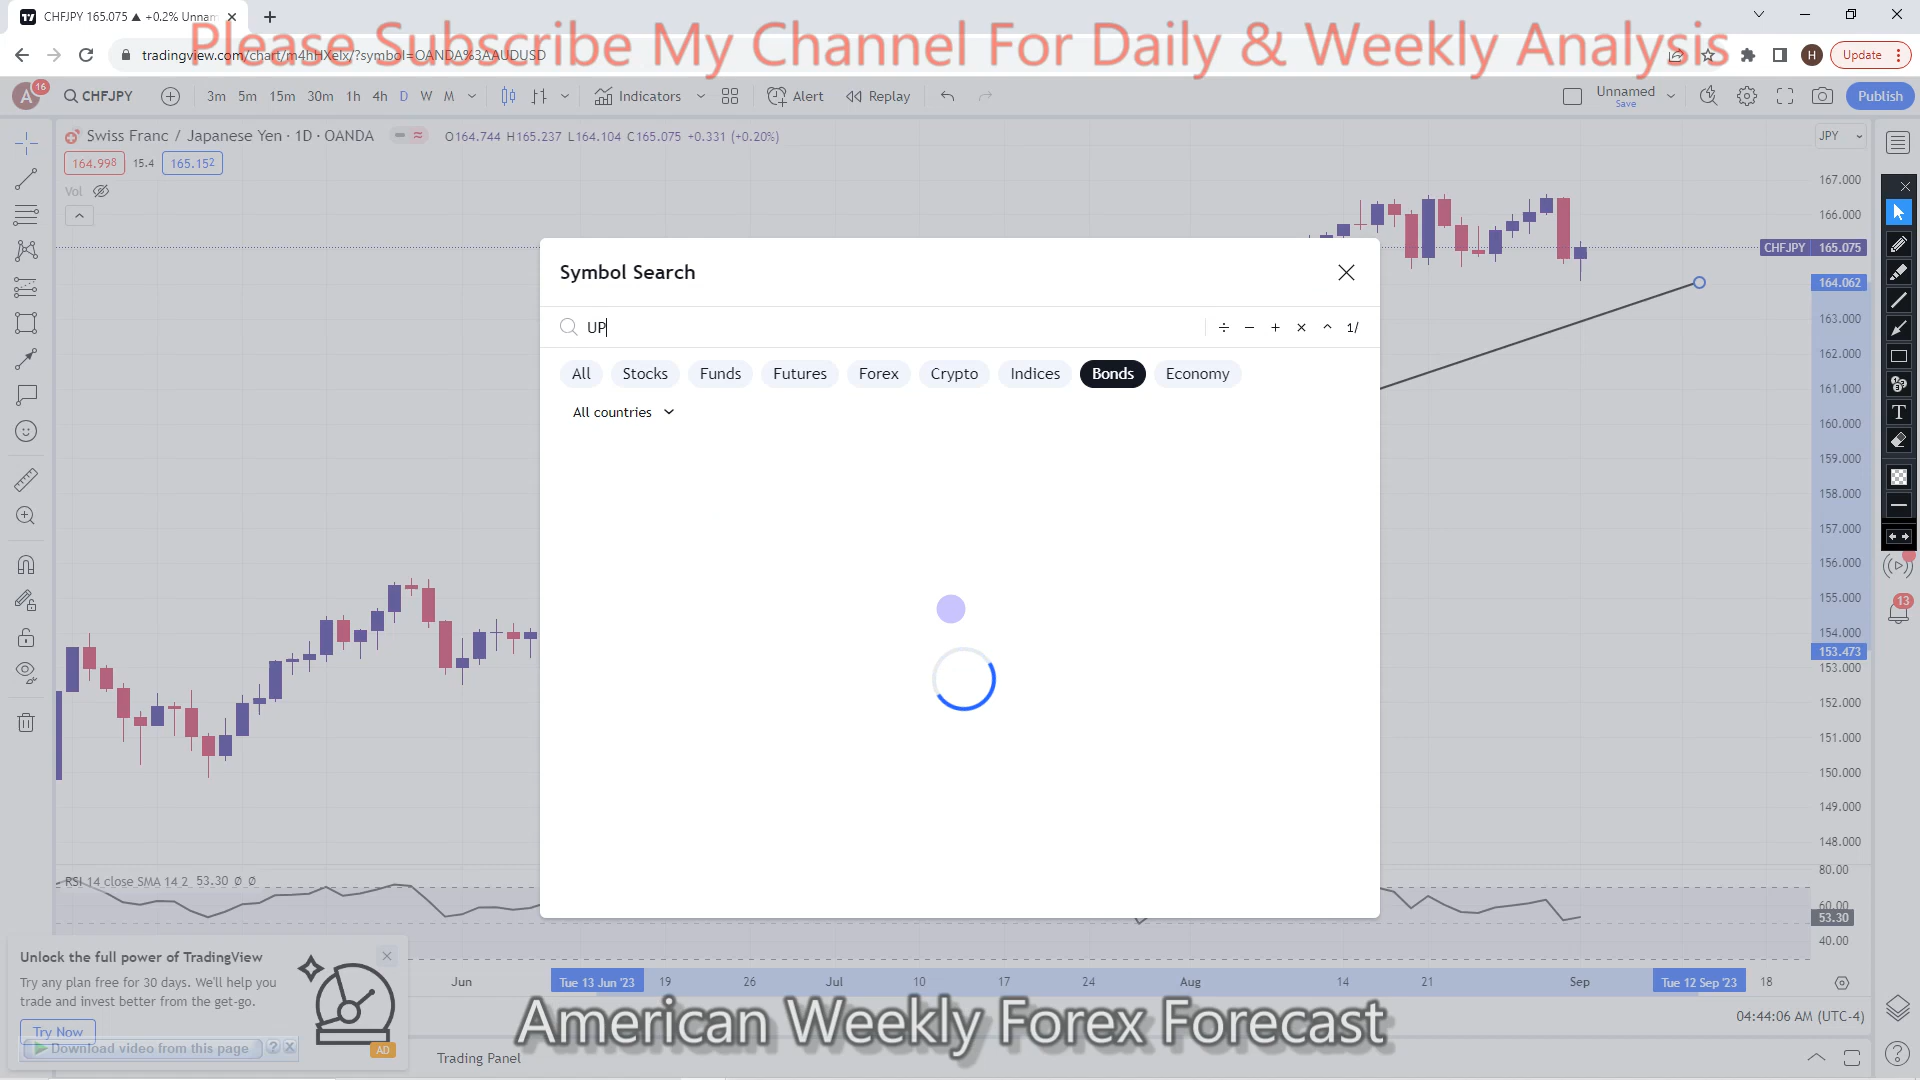 CHFJPY 165.075 ▲ +0.2% Unnam
Please Subscribe My Channel For Daily & Weekly Analysis
tradingview.com/chart/m4hHXelx/?symbol=OANDA%3AAUDUSD
H
Update
A 16
CHFJPY 3m 5m 15m 30m 1h 4h D W M Indicators Alert Replay Unnamed Save Publish
Swiss Franc / Japanese Yen · 1D · OANDA O164.744 H165.237 L164.104 C165.075 +0.331 (+0.20%)
JPY
164.998 15.4 165.152
Vol
167.000
166.000
CHFJPY 165.075
164.062
163.000
162.000
161.000
160.000
159.000
158.000
157.000
156.000
155.000
154.000
153.473
153.000
152.000
151.000
150.000
149.000
148.000
Symbol Search
UP
÷ − + × ^ 1/
All Stocks Funds Futures Forex Crypto Indices Bonds Economy
All countries
T
13
RSI 14 close SMA 14 2 53.30 ø ø
80.00
60.00
53.30
40.00
Unlock the full power of TradingView
Try any plan free for 30 days. We'll help you
trade and invest better from the get-go.
Try Now
Download video from this page ?
AD
Jun Tue 13 Jun '23 19 26 Jul 10 17 24 Aug 14 21 Sep Tue 12 Sep '23 18
American Weekly Forex Forecast
04:44:06 AM (UTC-4)
Trading Panel